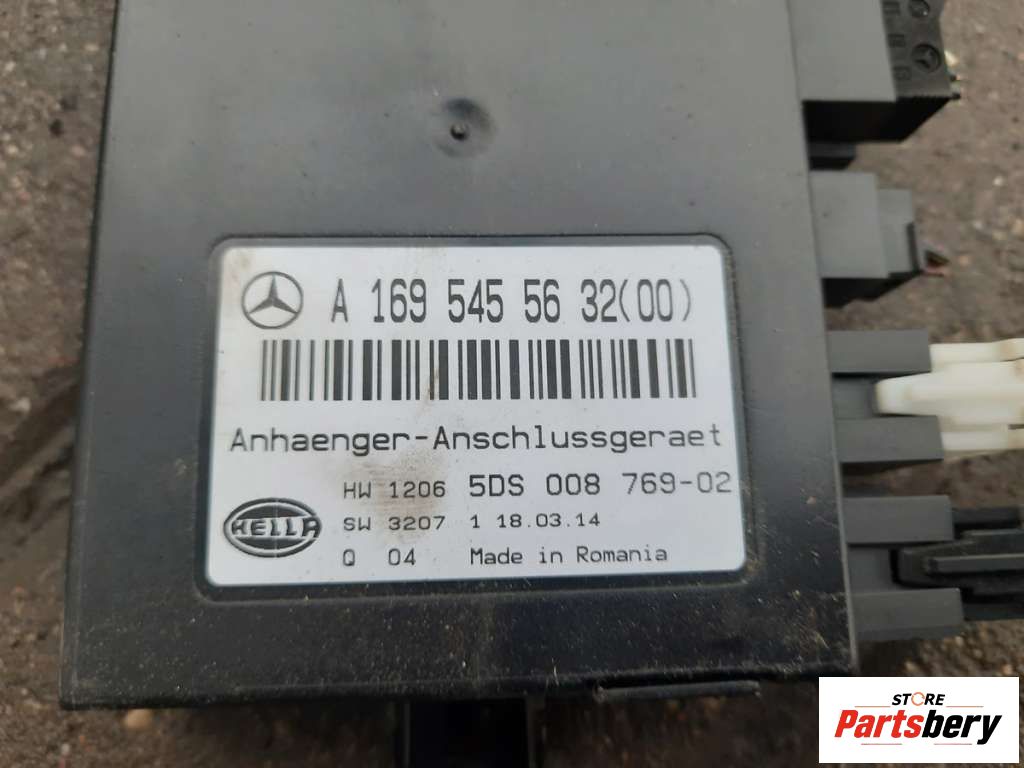 A 169 545 56 32(00)
Anhaenger-Anschlussgeraet
HW 1206 5DS 008 769-02
HELLA
SW 3207 1 18.03.14
Q 04 Made in Romania
STORE
Partsbery